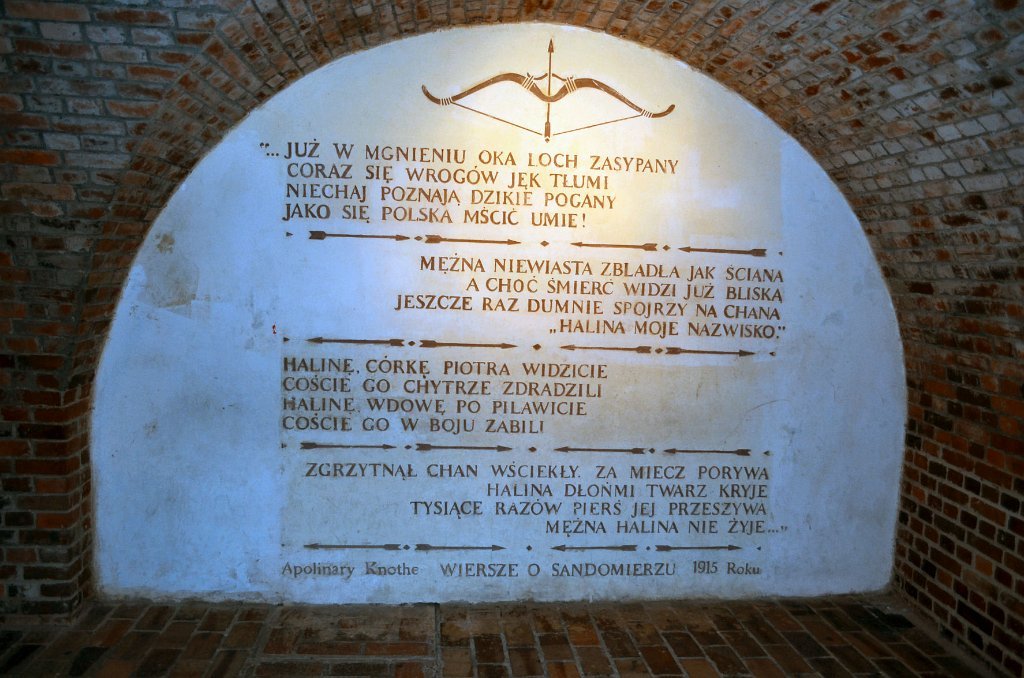 "...JUŻ W MGNIENIU OKA LOCH ZASYPANY
CORAZ SIĘ WROGÓW JĘK TŁUMI
NIECHAJ POZNAJĄ DZIKIE POGANY
JAKO SIĘ POLSKA MŚCIĆ UMIE!
MĘŻNA NIEWIASTA ZBLADŁA JAK ŚCIANA
A CHOĆ ŚMIERĆ WIDZI JUŻ BLISKĄ
JESZCZE RAZ DUMNIE SPOJRZY NA CHANA
„HALINA MOJE NAZWISKO."
HALINĘ, CÓRKĘ PIOTRA WIDZICIE
COŚCIE GO CHYTRZE ZDRADZILI
HALINĘ, WDOWĘ PO PILAWICIE
COŚCIE GO W BOJU ZABILI
ZGRZYTNĄŁ CHAN WŚCIEKŁY. ZA MIECZ PORYWA
HALINA DŁOŃMI TWARZ KRYJE
TYSIĄCE RAZÓW PIERŚ JEJ PRZESZYWA
MĘŻNA HALINA NIE ŻYJE..."
Apolinary Knothe WIERSZE O SANDOMIERZU 1915 Roku